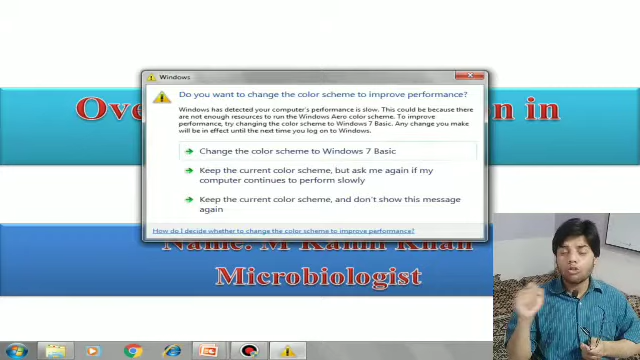 Windows
Do you want to change the color scheme to improve performance?
Windows has detected your computer's performance is slow. This could be because there
are not enough resources to run the Windows Aero color scheme. To improve
performance, try changing the color scheme to Windows 7 Basic. Any change you make
will be in effect until the next time you log on to Windows.
Change the color scheme to Windows 7 Basic
Keep the current color scheme, but ask me again if my
computer continues to perform slowly
Keep the current color scheme, and don't show this message
again
How do I decide whether to change the color scheme to improve performance?
in
Name: M Kamil Khan
Microbiologist